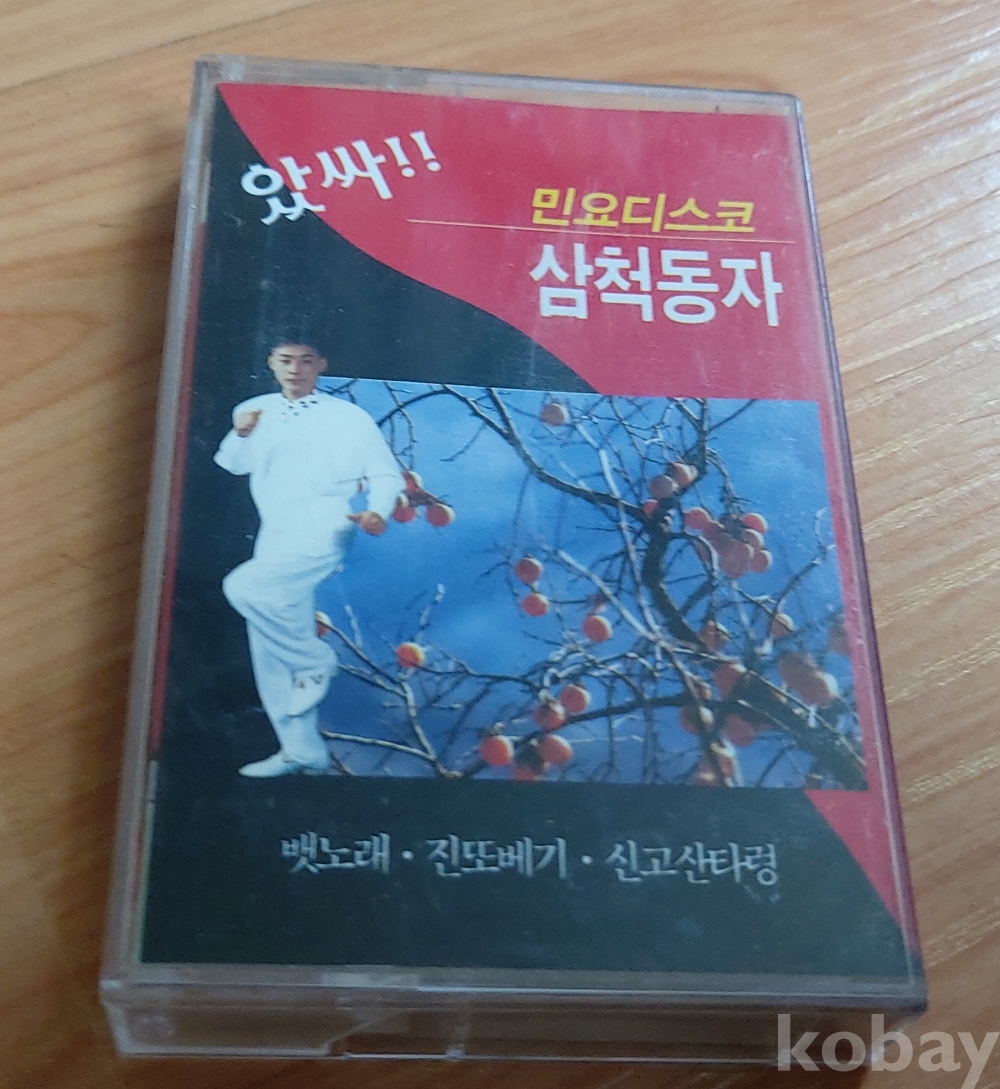 앗싸!!
민요디스코
삼척동자
뱃노래 · 진또베기 · 신고산타령
kobay